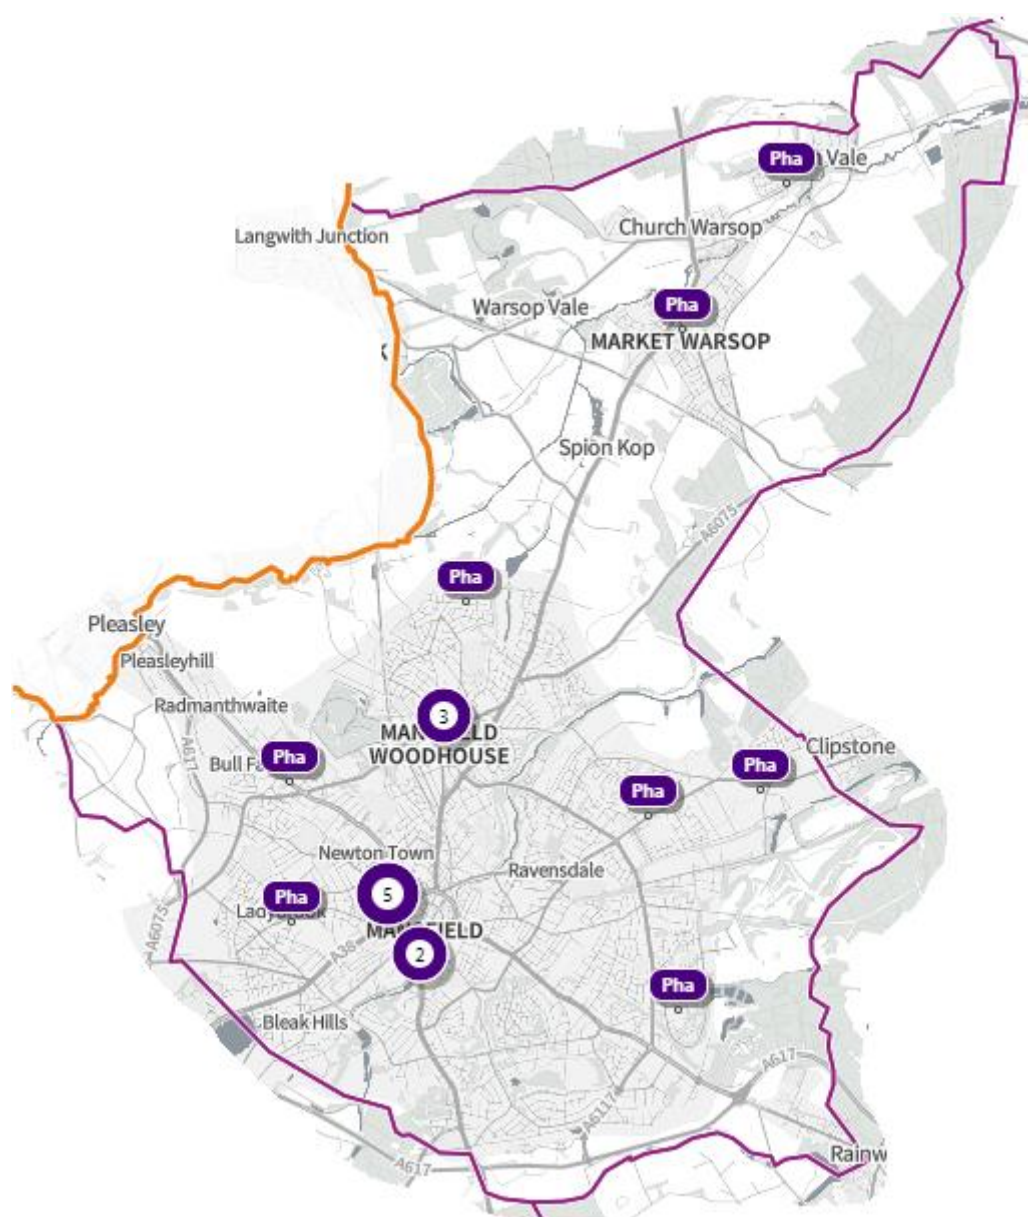 Pha
Vale
Church Warsop
Langwith Junction
Warsop Vale
Pha
MARKET WARSOP
Spion Kop
A6075
Pha
Pleasley
Pleasleyhill
Radmanthwaite
3
WOODHOUSE
A617
Bull
Pha
Clipstone
Pha
Pha
Newton Town
Ravensdale
5
Pha
A6075
A38
2
Pha
Bleak Hills
A617
A6117
Rainw
A617